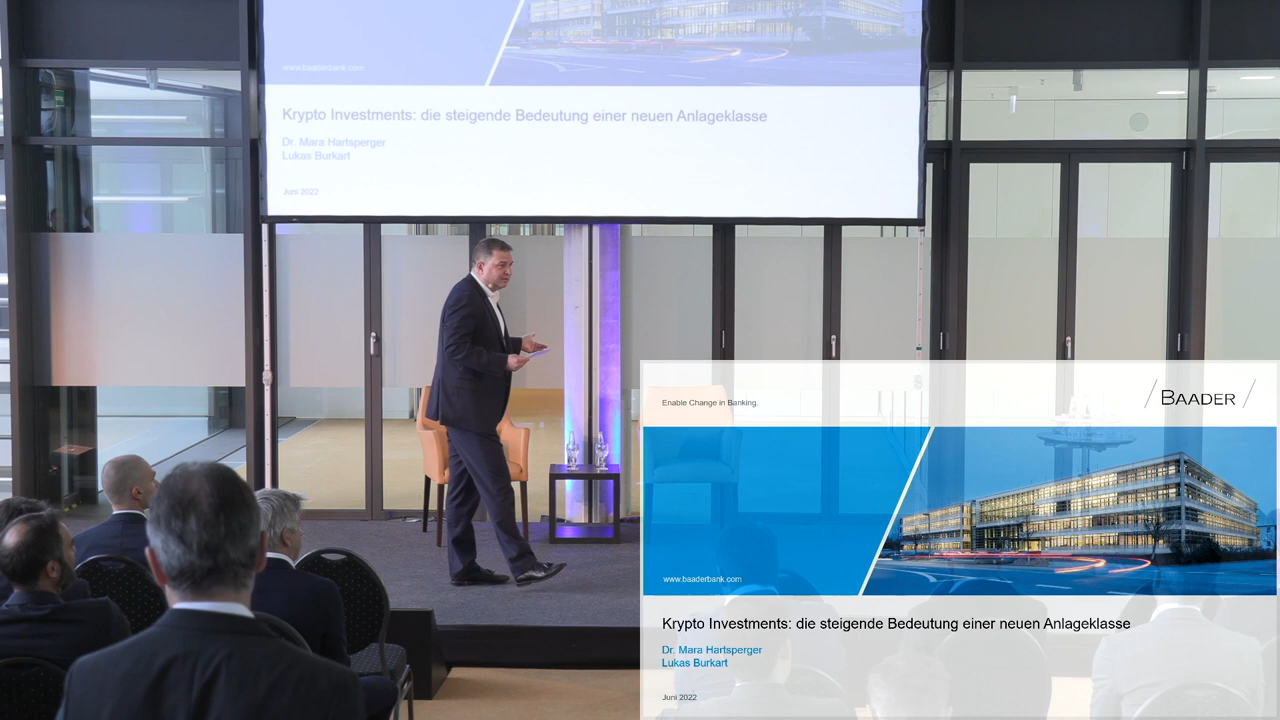 www.baaderbank.com
Krypto Investments: die steigende Bedeutung einer neuen Anlageklasse
Dr. Mara Hartsperger
Lukas Burkart
Juni 2022
Enable Change in Banking.
BAADER
www.baaderbank.com
Krypto Investments: die steigende Bedeutung einer neuen Anlageklasse
Dr. Mara Hartsperger
Lukas Burkart
Juni 2022